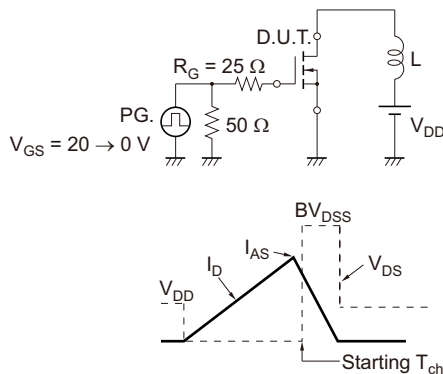 D.U.T.
R_G = 25 Ω
L
PG.
50 Ω
V_DD
V_GS = 20 → 0 V
BV_DSS
I_AS
I_D
V_DS
V_DD
Starting T_ch